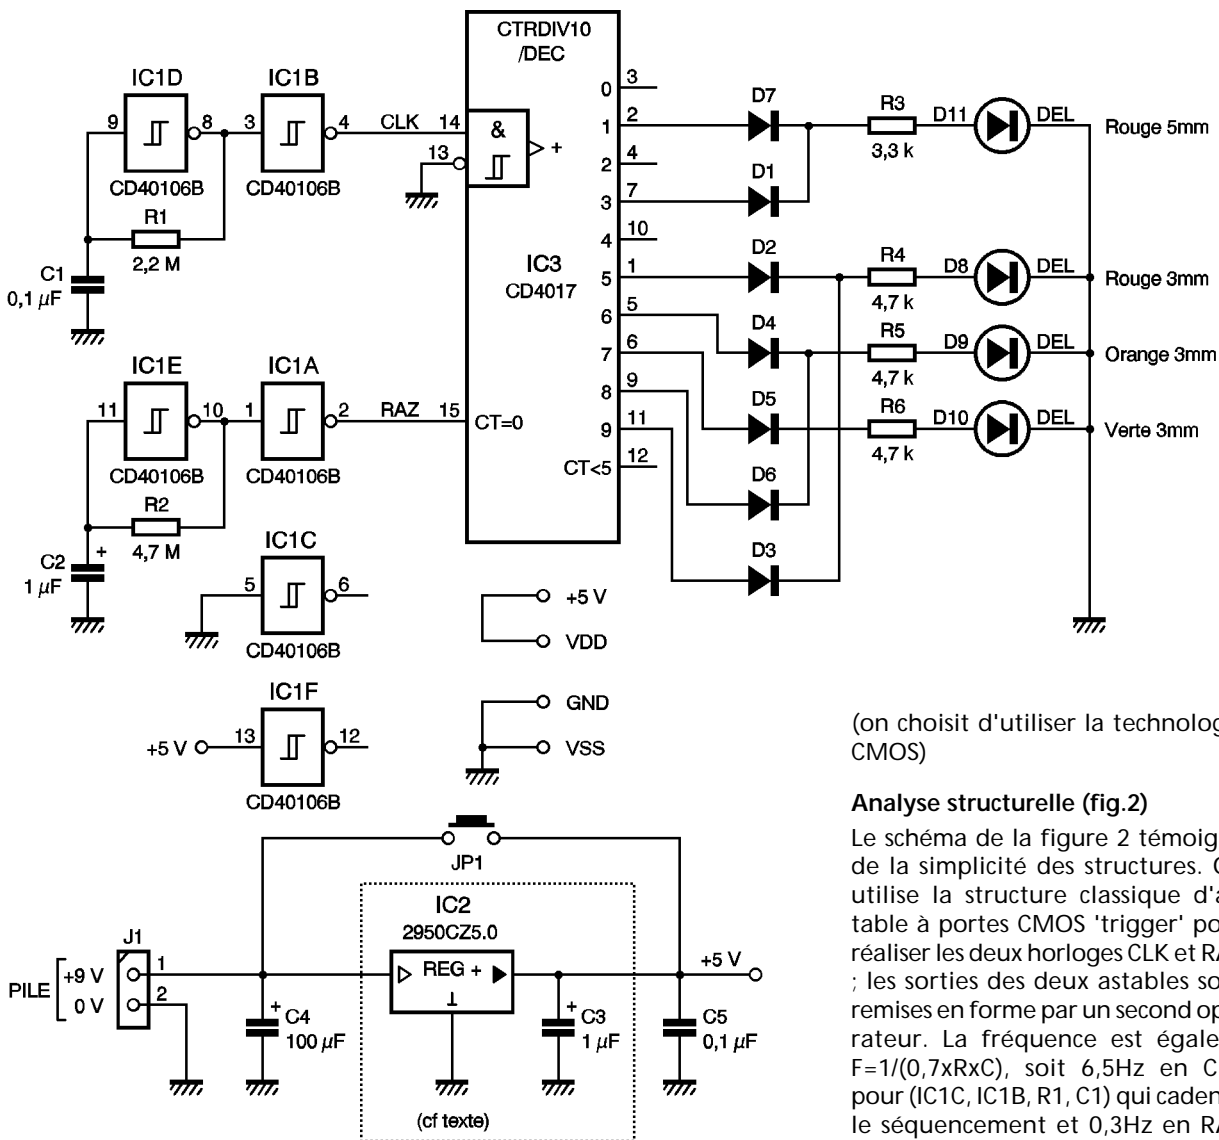 CTRDIV10
/DEC
IC1D
IC1B
9
8
3
4
CLK
14
&
13
+
CD40106B
CD40106B
R1
2,2 M
C1
0,1 µF
0
3
1
2
2
4
3
7
4
10
5
1
6
5
7
6
8
9
9
11
CT<5
12
IC3
CD4017
D7
D1
D2
D4
D5
D6
D3
R3
3,3 k
D11
DEL
Rouge 5mm
R4
4,7 k
D8
DEL
Rouge 3mm
R5
4,7 k
D9
DEL
Orange 3mm
R6
4,7 k
D10
DEL
Verte 3mm
IC1E
IC1A
11
10
1
2
RAZ
15
CT=0
CD40106B
CD40106B
R2
4,7 M
C2
+
1 µF
IC1C
5
6
CD40106B
+5 V
VDD
IC1F
+5 V
13
12
CD40106B
GND
VSS
JP1
IC2
2950CZ5.0
REG +
J1
PILE
+9 V
1
0 V
2
+
C4
100 µF
+
C3
1 µF
C5
0,1 µF
+5 V
(cf texte)
(on choisit d'utiliser la technolog
CMOS)
Analyse structurelle (fig.2)
Le schéma de la figure 2 témoig
de la simplicité des structures. O
utilise la structure classique d'a
table à portes CMOS 'trigger' po
réaliser les deux horloges CLK et RA
; les sorties des deux astables so
remises en forme par un second op
rateur. La fréquence est égale
F=1/(0,7xRxC), soit 6,5Hz en C
pour (IC1C, IC1B, R1, C1) qui caden
le séquencement et 0,3Hz en RA